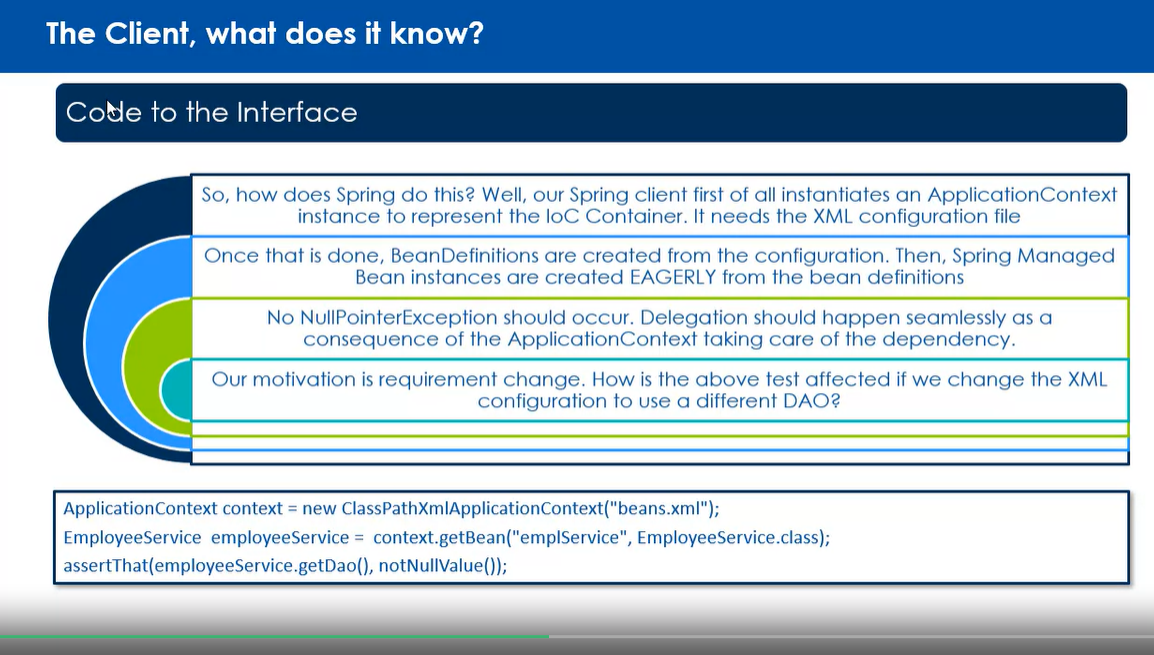 The Client, what does it know?
Code to the Interface
So, how does Spring do this? Well, our Spring client first of all instantiates an ApplicationContext
instance to represent the IoC Container. It needs the XML configuration file
Once that is done, BeanDefinitions are created from the configuration. Then, Spring Managed
Bean instances are created EAGERLY from the bean definitions
No NullPointerException should occur. Delegation should happen seamlessly as a
consequence of the ApplicationContext taking care of the dependency.
Our motivation is requirement change. How is the above test affected if we change the XML
configuration to use a different DAO?
ApplicationContext context = new ClassPathXmlApplicationContext("beans.xml");
EmployeeService employeeService = context.getBean("emplService", EmployeeService.class);
assertThat(employeeService.getDao(), notNullValue());